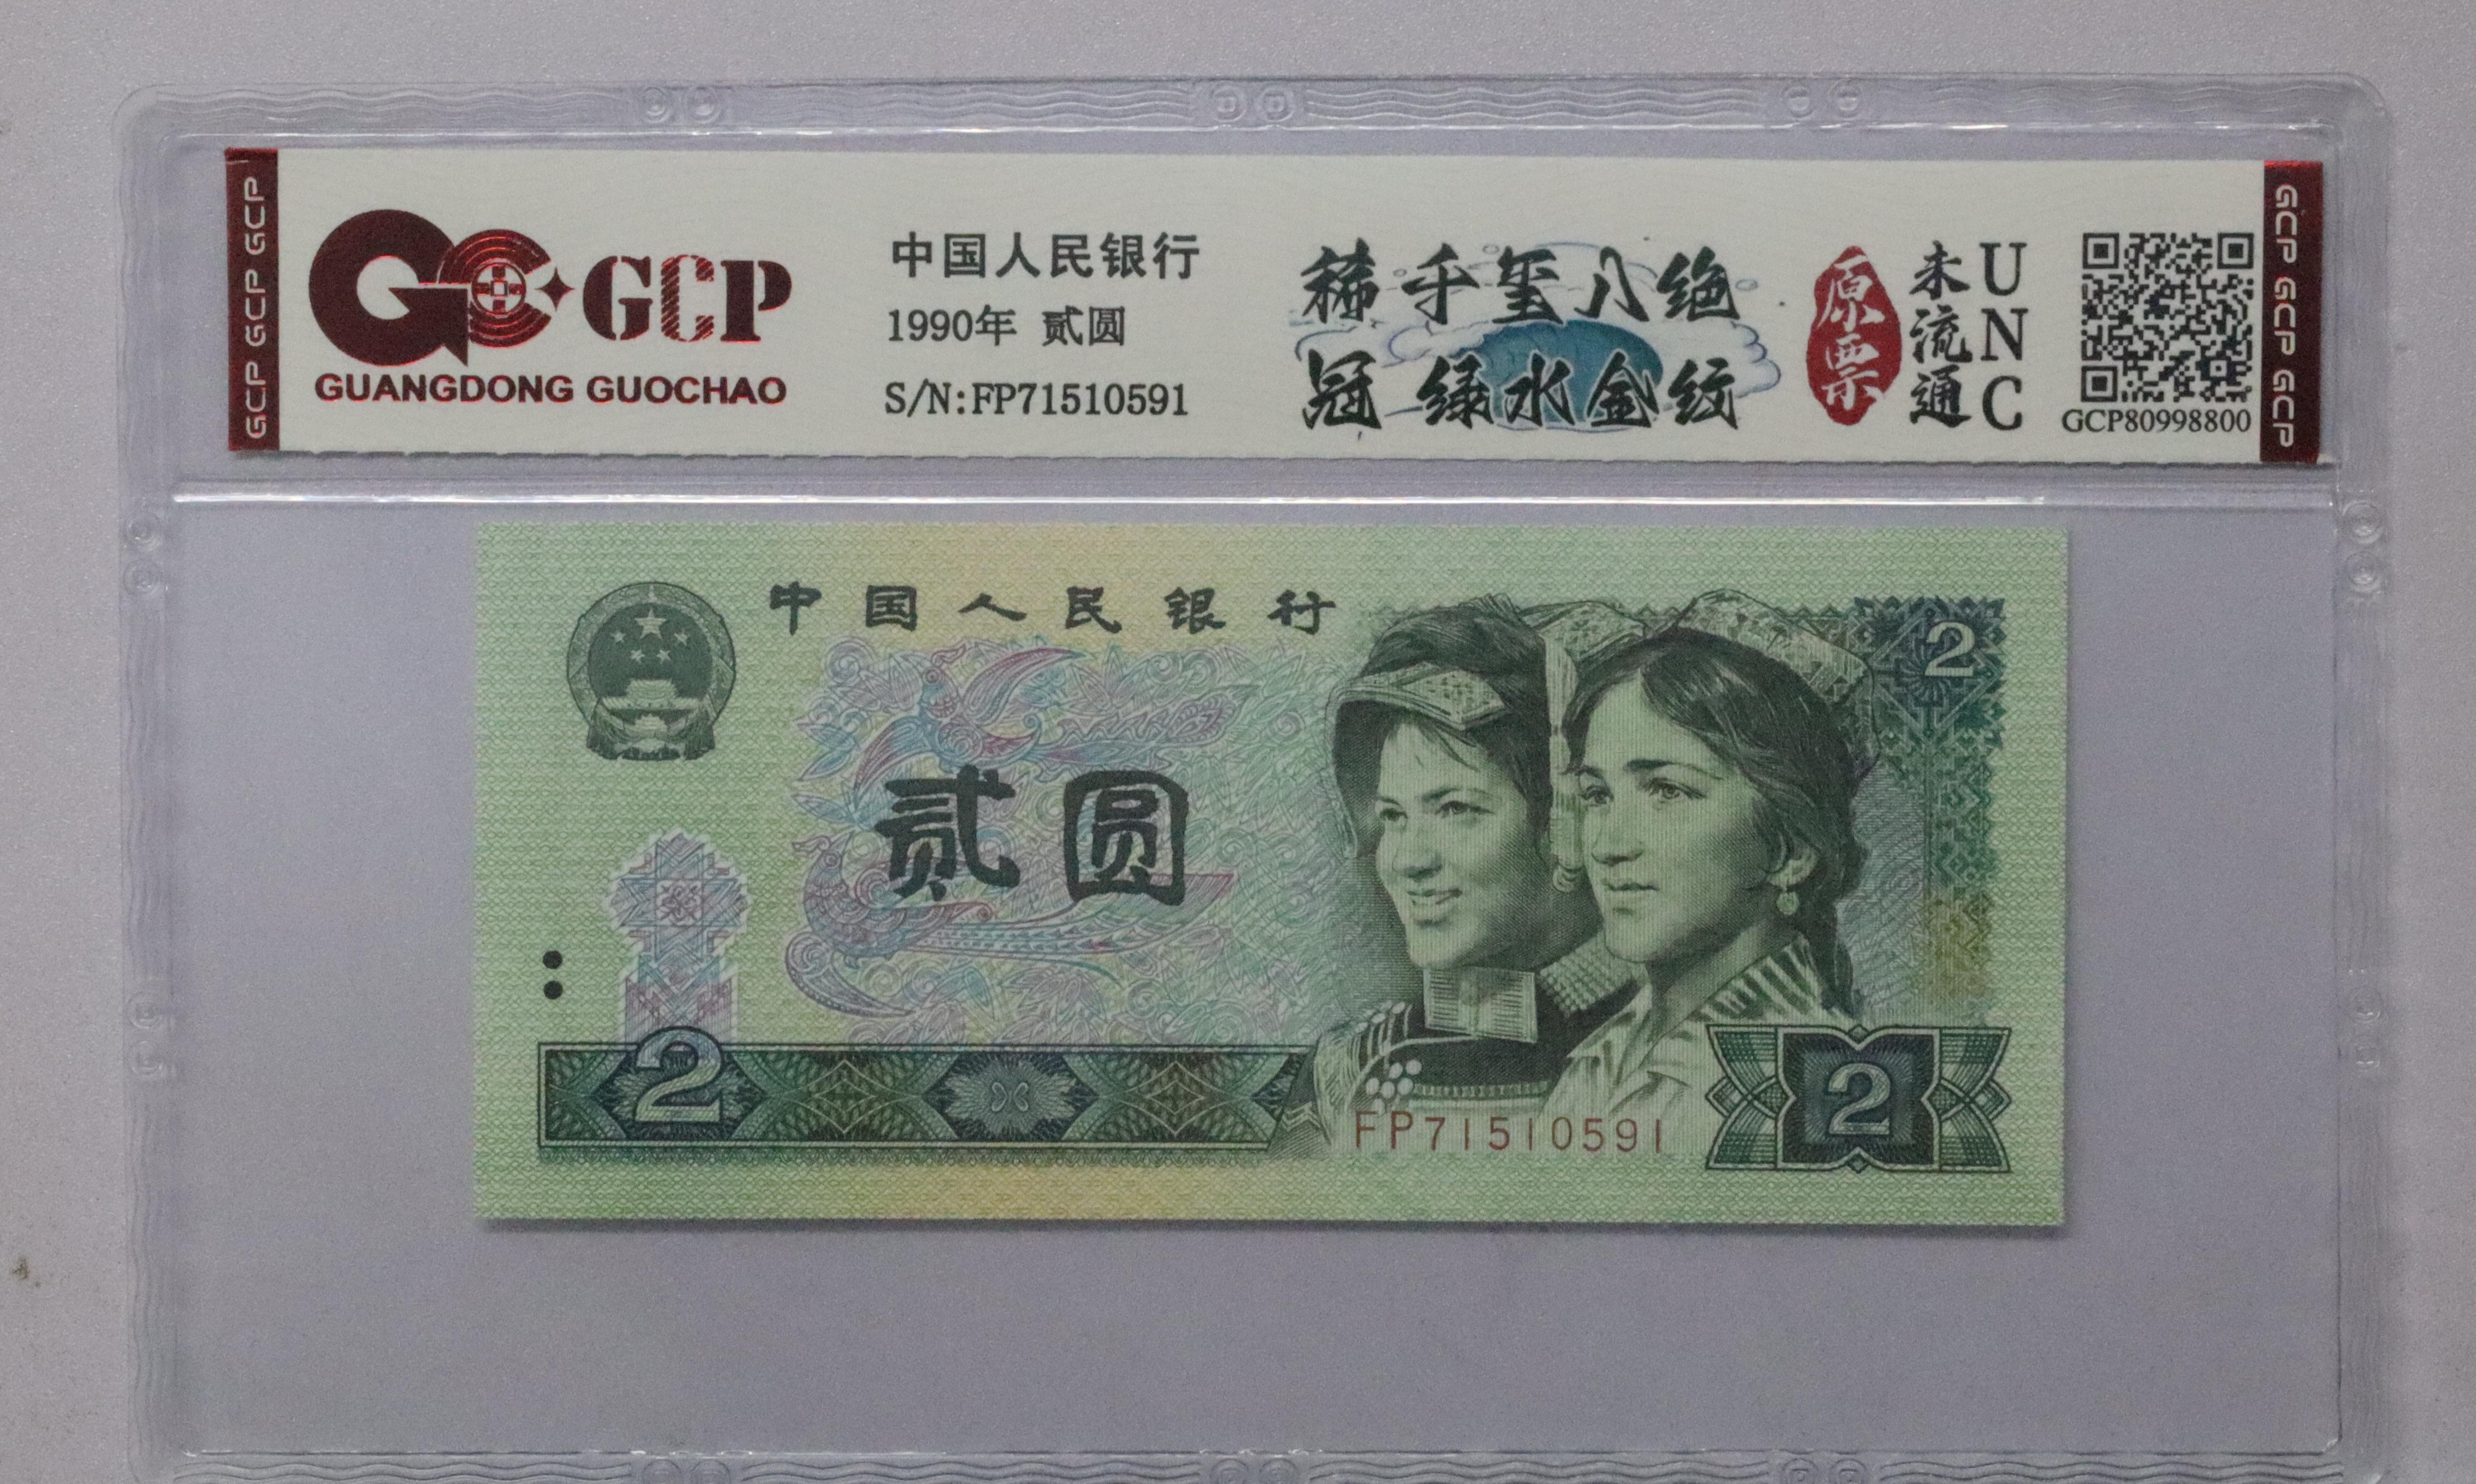 GCP GCP GCP
GCP
GUANGDONG GUOCHAO
中国人民银行
1990年 贰圆
S/N:FP71510591
稀千玺八绝
冠绿水金纹
原票
未流通
UNC
GCP80998800
GCP GCP GCP
中国人民银行
2
贰圆
2
FP71510591
2